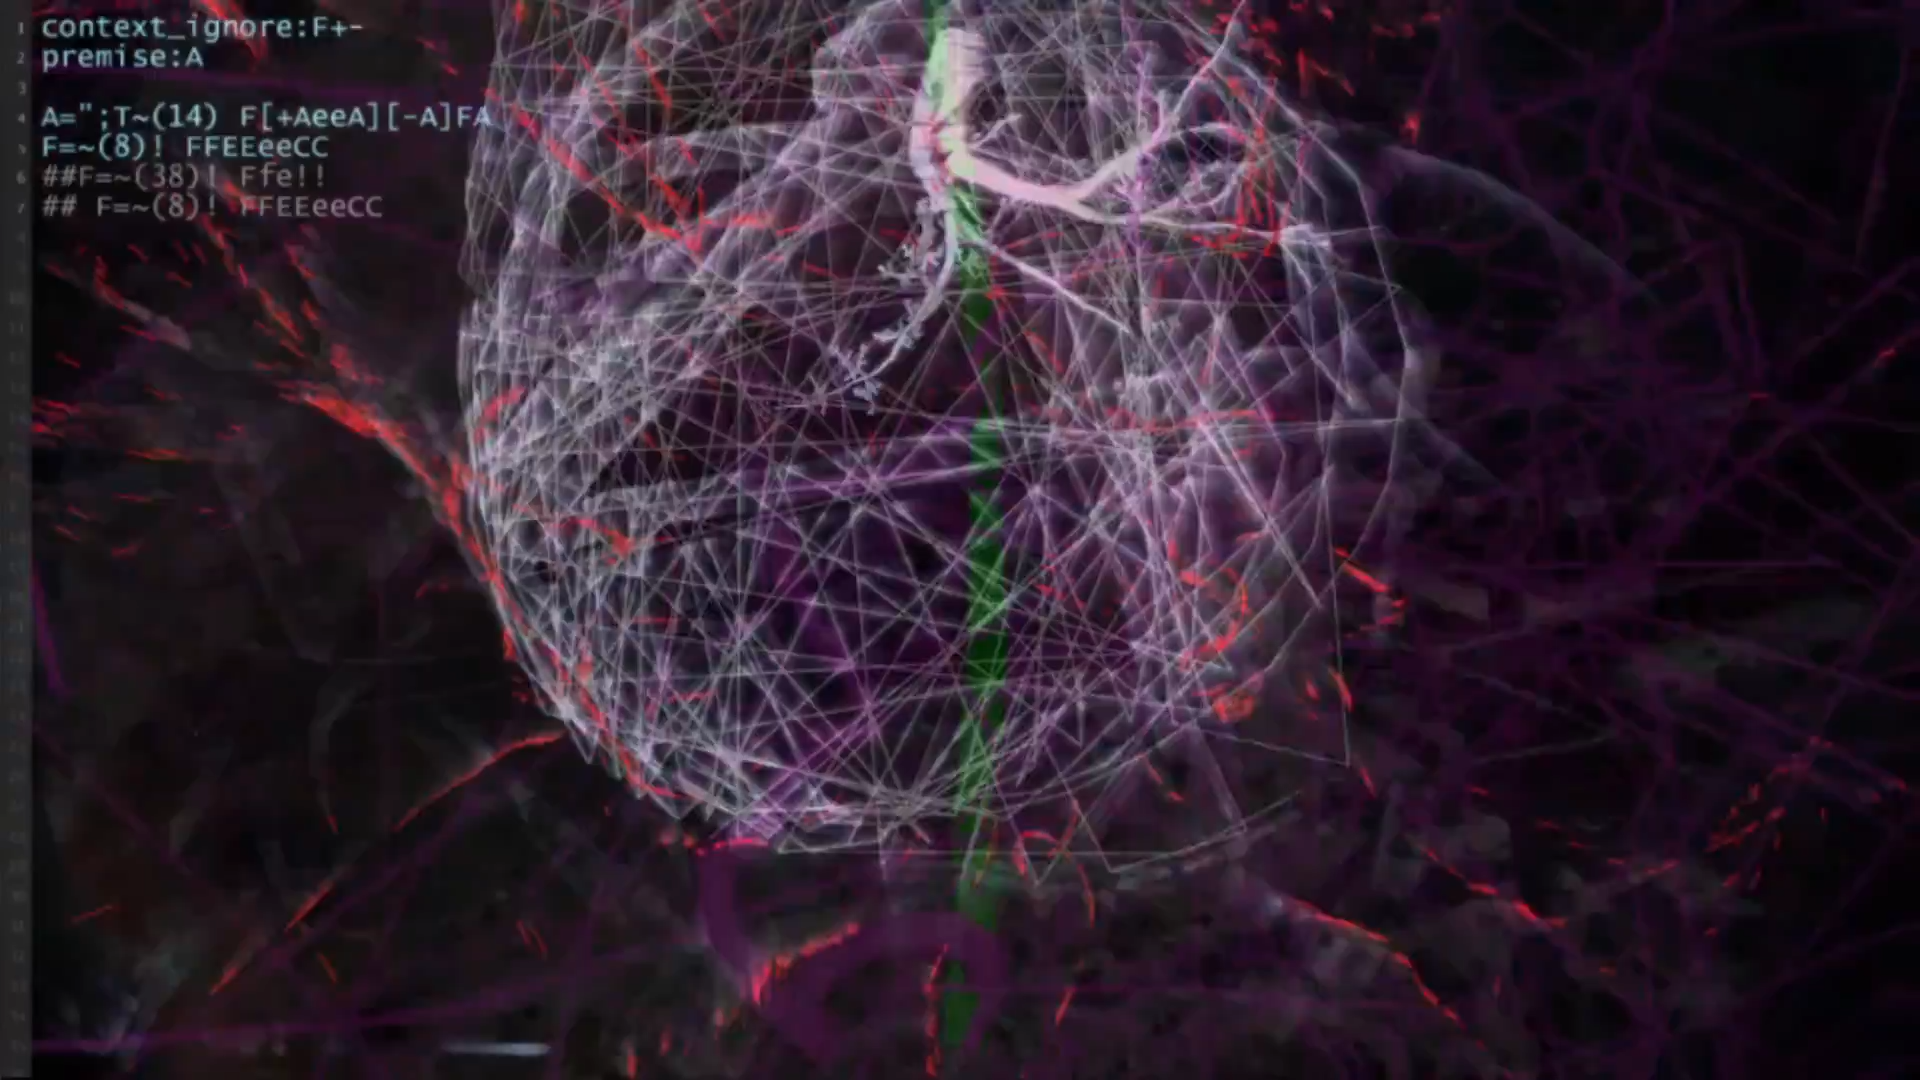 context_ignore:F+-
premise:A
A=";T~(14) F[+AeeA][-A]FA
F=~(8)! FFEEeeCC
##F=~(38)! Ffe!!
## F=~(8)! FFEEeeCC